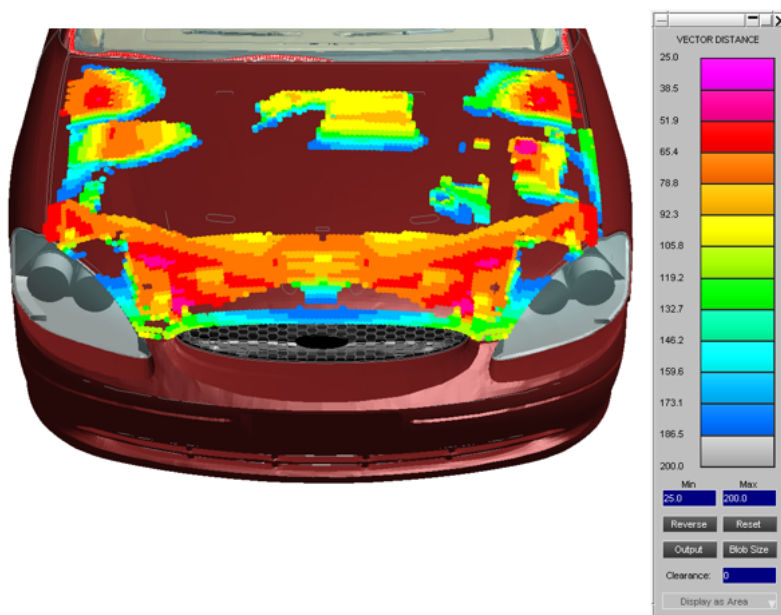 VECTOR DISTANCE
25.0
38.5
51.9
65.4
78.8
92.3
105.8
119.2
132.7
146.2
159.6
173.1
186.5
200.0
Min Max
25.0 200.0
Reverse Reset
Output Blob Size
Clearance: 0
Display as Area